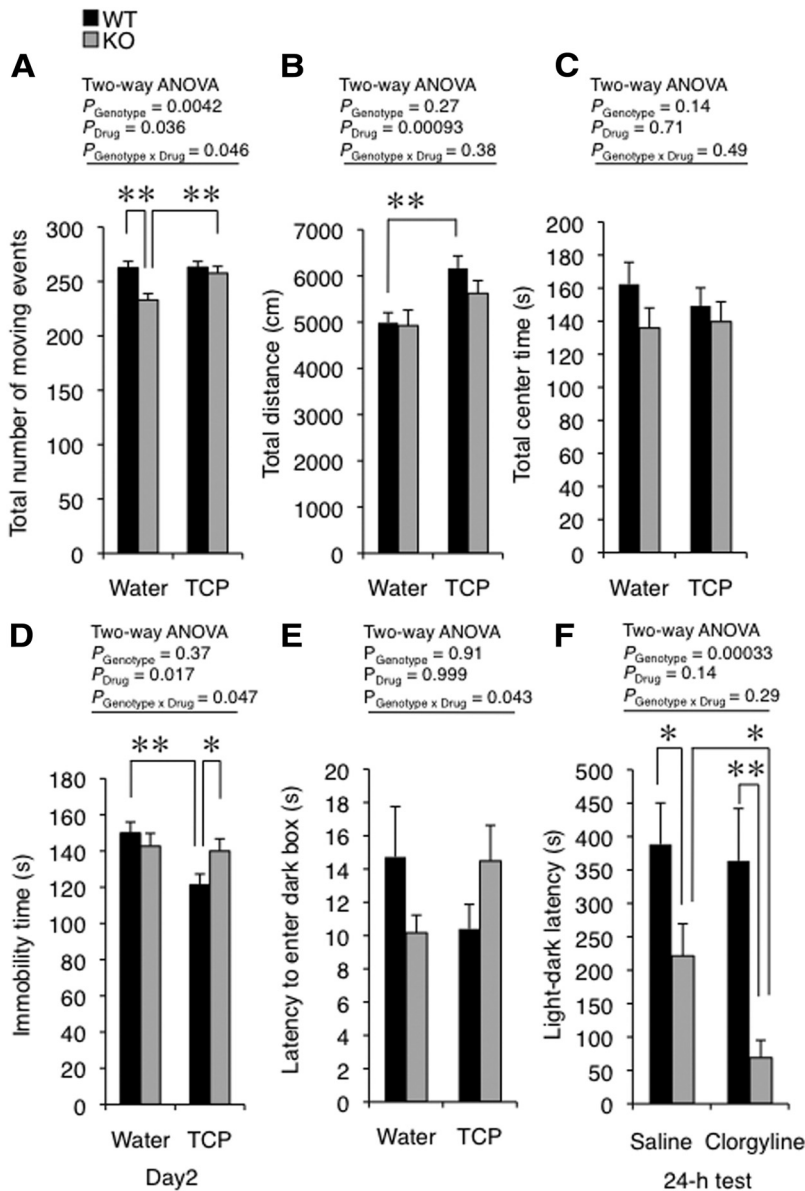 WT
KO
A
Two-way ANOVA
PGenotype = 0.0042
PDrug = 0.036
PGenotype x Drug = 0.046
** **
Total number of moving events
300
250
200
150
100
50
0
Water TCP
B
Two-way ANOVA
PGenotype = 0.27
PDrug = 0.00093
PGenotype x Drug = 0.38
**
Total distance (cm)
7000
6000
5000
4000
3000
2000
1000
0
Water TCP
C
Two-way ANOVA
PGenotype = 0.14
PDrug = 0.71
PGenotype x Drug = 0.49
Total center time (s)
200
180
160
140
120
100
80
60
40
20
0
Water TCP
D
Two-way ANOVA
PGenotype = 0.37
PDrug = 0.017
PGenotype x Drug = 0.047
** *
Immobility time (s)
180
160
140
120
100
80
60
40
20
0
Water TCP
Day2
E
Two-way ANOVA
PGenotype = 0.91
PDrug = 0.999
PGenotype x Drug = 0.043
Latency to enter dark box (s)
20
18
16
14
12
10
8
6
4
2
0
Water TCP
F
Two-way ANOVA
PGenotype = 0.00033
PDrug = 0.14
PGenotype x Drug = 0.29
* *
**
Light-dark latency (s)
500
450
400
350
300
250
200
150
100
50
0
Saline Clorgyline
24-h test